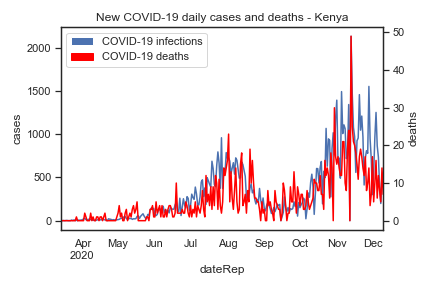 New COVID-19 daily cases and deaths - Kenya
COVID-19 infections
COVID-19 deaths
2000
1500
1000
500
0
cases
50
40
30
20
10
0
deaths
Apr May Jun Jul Aug Sep Oct Nov Dec
2020
dateRep